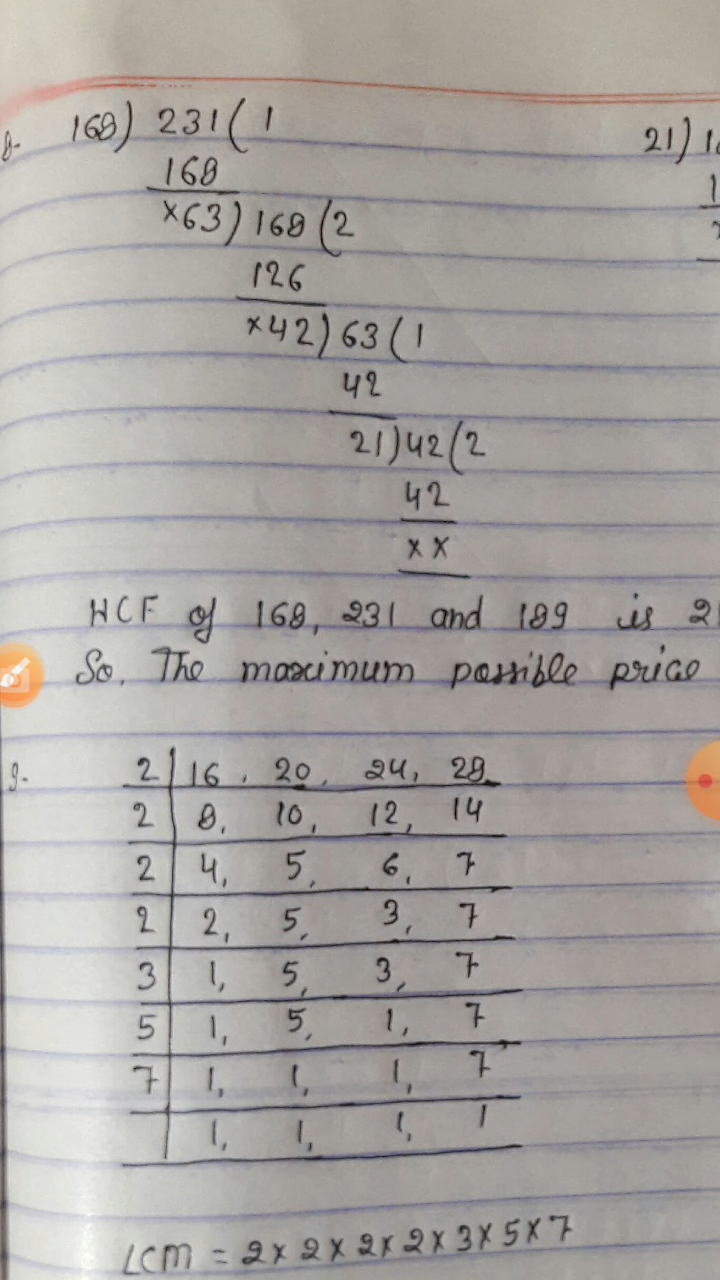 8- 168) 231 ( 1
168
×63) 168 (2
126
×42) 63 ( 1
42
21) 42 (2
42
× ×
21)
HCF of 168, 231 and 189 is 21
So, The maximum possible price
9- 2 | 16, 20, 24, 28
2 | 8, 10, 12, 14
2 | 4, 5, 6, 7
2 | 2, 5, 3, 7
3 | 1, 5, 3, 7
5 | 1, 5, 1, 7
7 | 1, 1, 1, 7
1, 1, 1, 1
LCM = 2×2×2×2×3×5×7